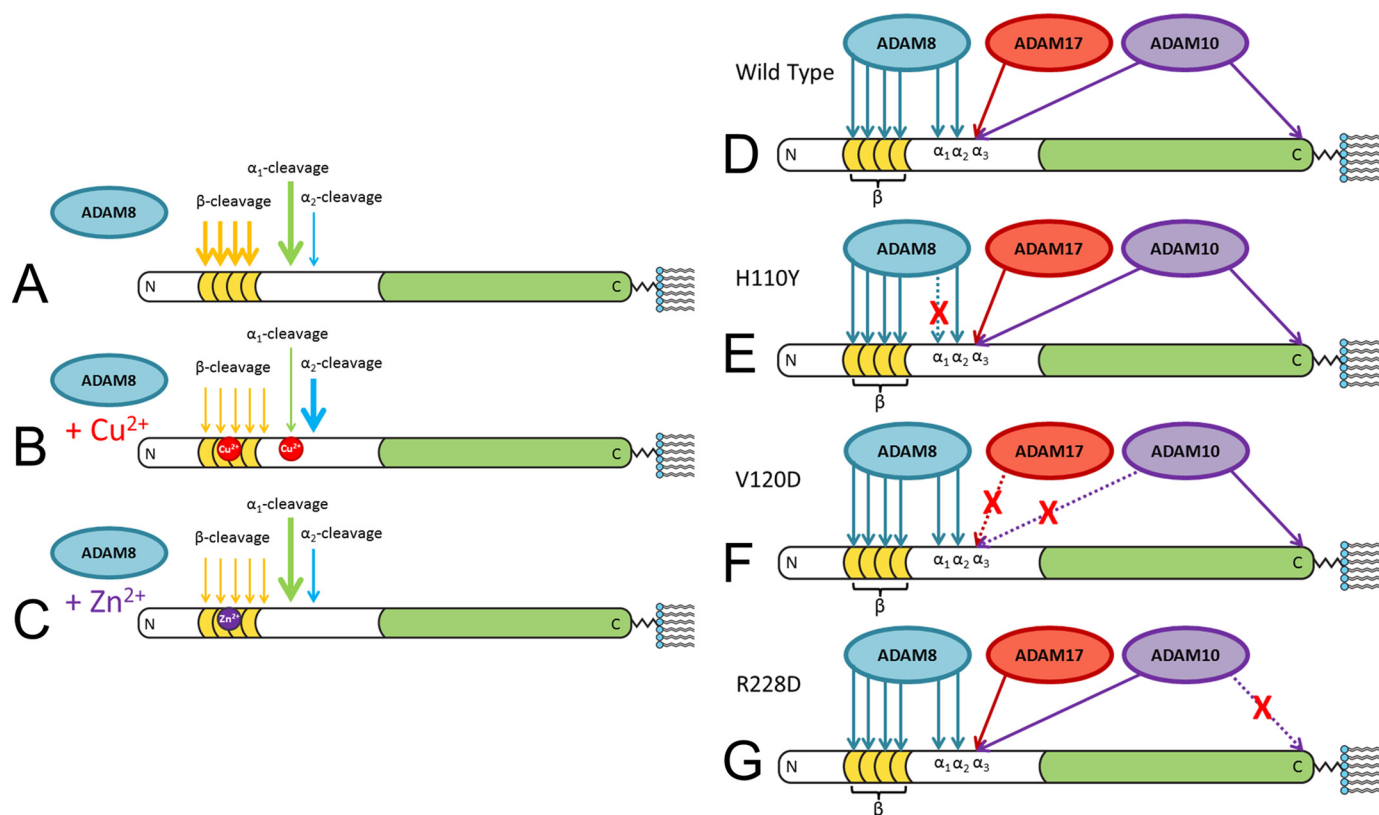 A
ADAM8
β-cleavage
α₁-cleavage
α₂-cleavage
N
C
B
ADAM8
+ Cu²⁺
β-cleavage
α₁-cleavage
α₂-cleavage
N
Cu²⁺
Cu²⁺
C
C
ADAM8
+ Zn²⁺
β-cleavage
α₁-cleavage
α₂-cleavage
N
Zn²⁺
C
D
Wild Type
ADAM8
ADAM17
ADAM10
N
α₁ α₂ α₃
C
β
E
H110Y
ADAM8
ADAM17
ADAM10
X
N
α₁ α₂ α₃
C
β
F
V120D
ADAM8
ADAM17
ADAM10
X
X
N
α₁ α₂ α₃
C
β
G
R228D
ADAM8
ADAM17
ADAM10
X
N
α₁ α₂ α₃
C
β